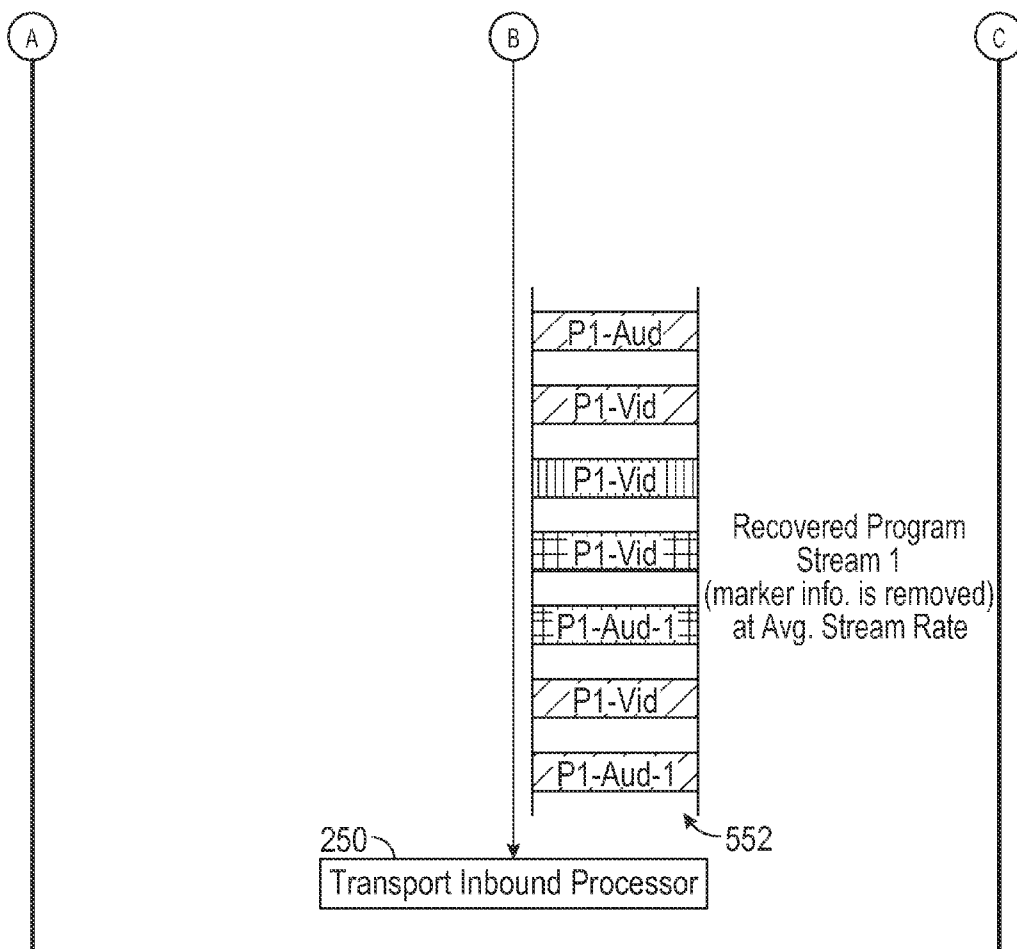 A
B
C
P1-Aud
P1-Vid
P1-Vid
P1-Vid
P1-Aud-1
P1-Vid
P1-Aud-1
Recovered Program
Stream 1
(marker info. is removed)
at Avg. Stream Rate
552
250
Transport Inbound Processor